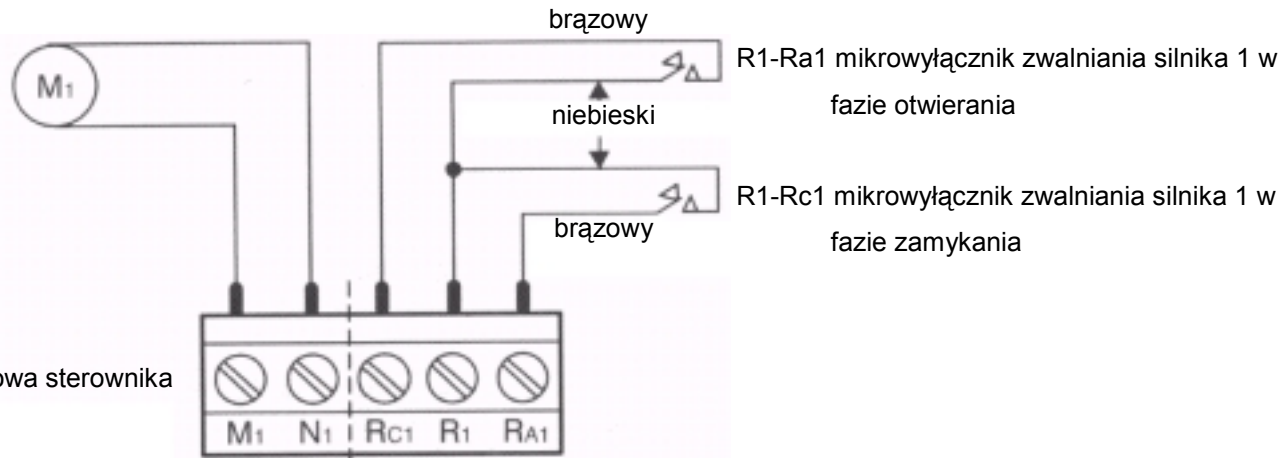 brązowy
M1
R1-Ra1 mikrowyłącznik zwalniania silnika 1 w
fazie otwierania
niebieski
R1-Rc1 mikrowyłącznik zwalniania silnika 1 w
fazie zamykania
brązowy
owa sterownika
M1 N1 RC1 R1 RA1